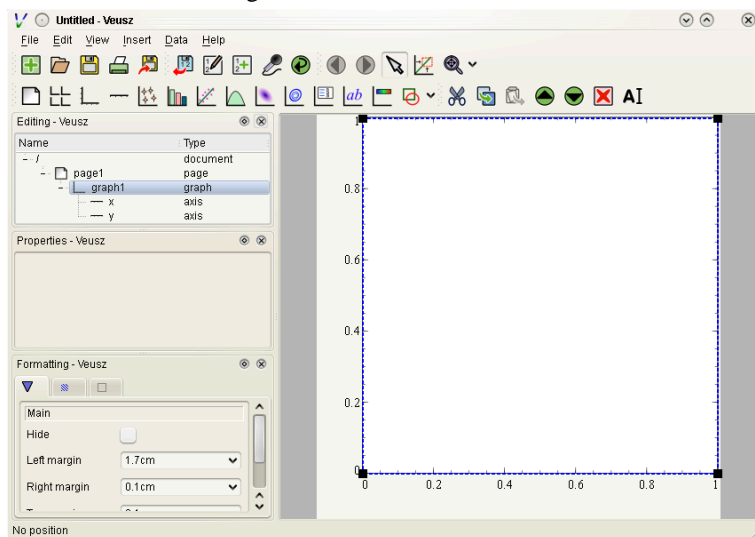 Untitled - Veusz
File Edit View Insert Data Help
ab AI
Editing - Veusz
Name Type
/ document
page1 page
graph1 graph
x axis
y axis
Properties - Veusz
Formatting - Veusz
Main
Hide
Left margin 1.7cm
Right margin 0.1cm
No position
1
0.8
0.6
0.4
0.2
0
0 0.2 0.4 0.6 0.8 1